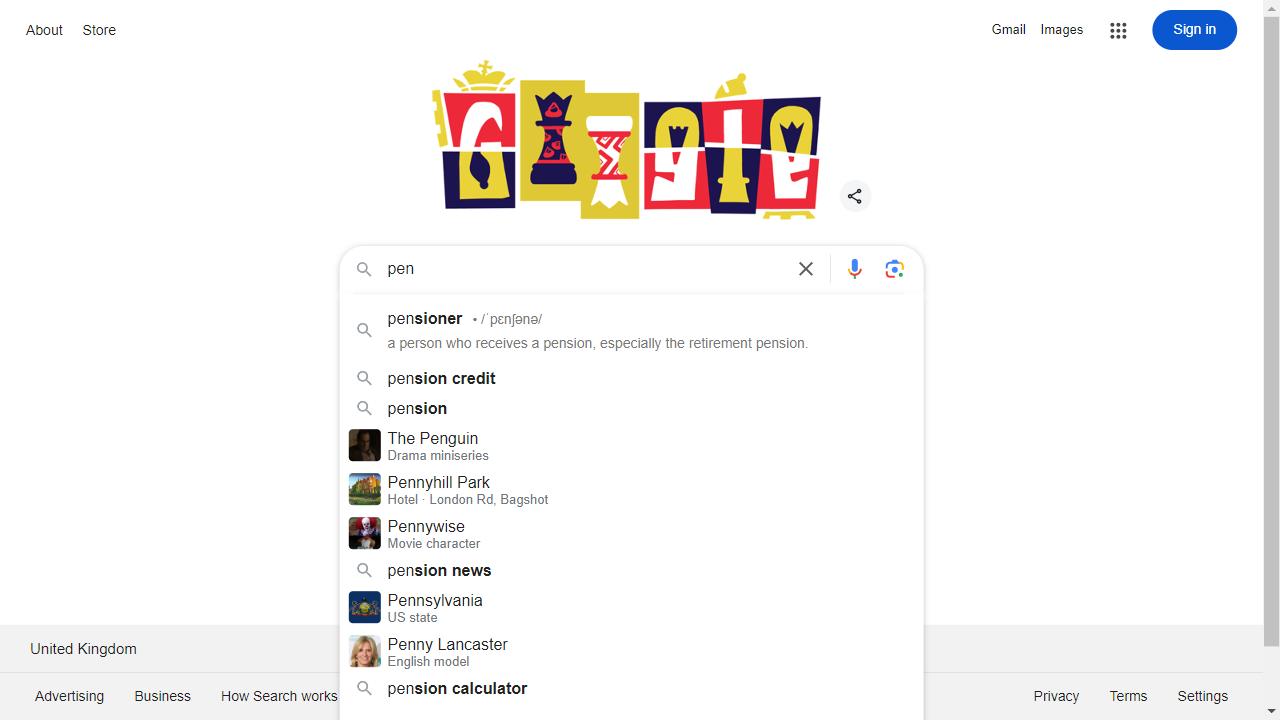 About Store Gmail Images Sign in
Google
pen
pensioner • /ˈpɛnʃənə/
a person who receives a pension, especially the retirement pension.
pension credit
pension
The Penguin
Drama miniseries
Pennyhill Park
Hotel · London Rd, Bagshot
Pennywise
Movie character
pension news
Pennsylvania
US state
Penny Lancaster
English model
pension calculator
United Kingdom
Advertising Business How Search works Privacy Terms Settings